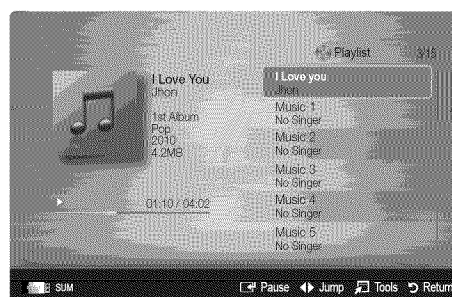 Playlist 3/15
I Love You
Jhon
1st Album
Pop
2010
4.2MB
01:10 / 04:02
I Love you
Jhon
Music 1
No Singer
Music 2
No Singer
Music 3
No Singer
Music 4
No Singer
Music 5
No Singer
SUM
Pause Jump Tools Return